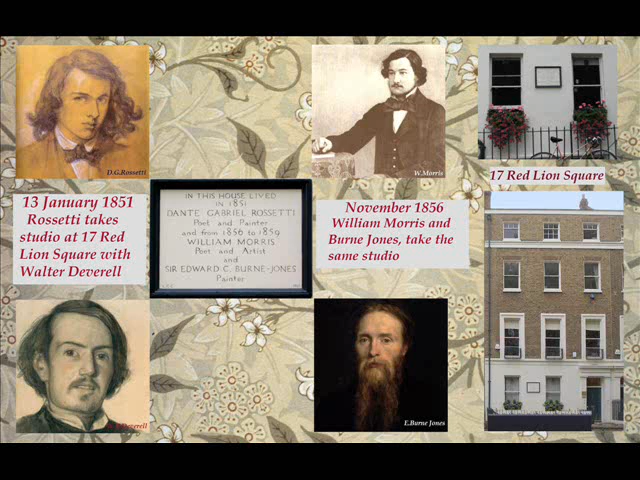 D.G.Rossetti
13 January 1851
Rossetti takes
studio at 17 Red
Lion Square with
Walter Deverell
Deverell
IN THIS HOUSE LIVED
IN 1851
DANTE GABRIEL ROSSETTI
Poet and Painter
and from 1856 to 1859
WILLIAM MORRIS
Poet and Artist
and
SIR EDWARD C. BURNE-JONES
Painter
W.Morris
November 1856
William Morris and
Burne Jones, take the
same studio
E.Burne Jones
17 Red Lion Square